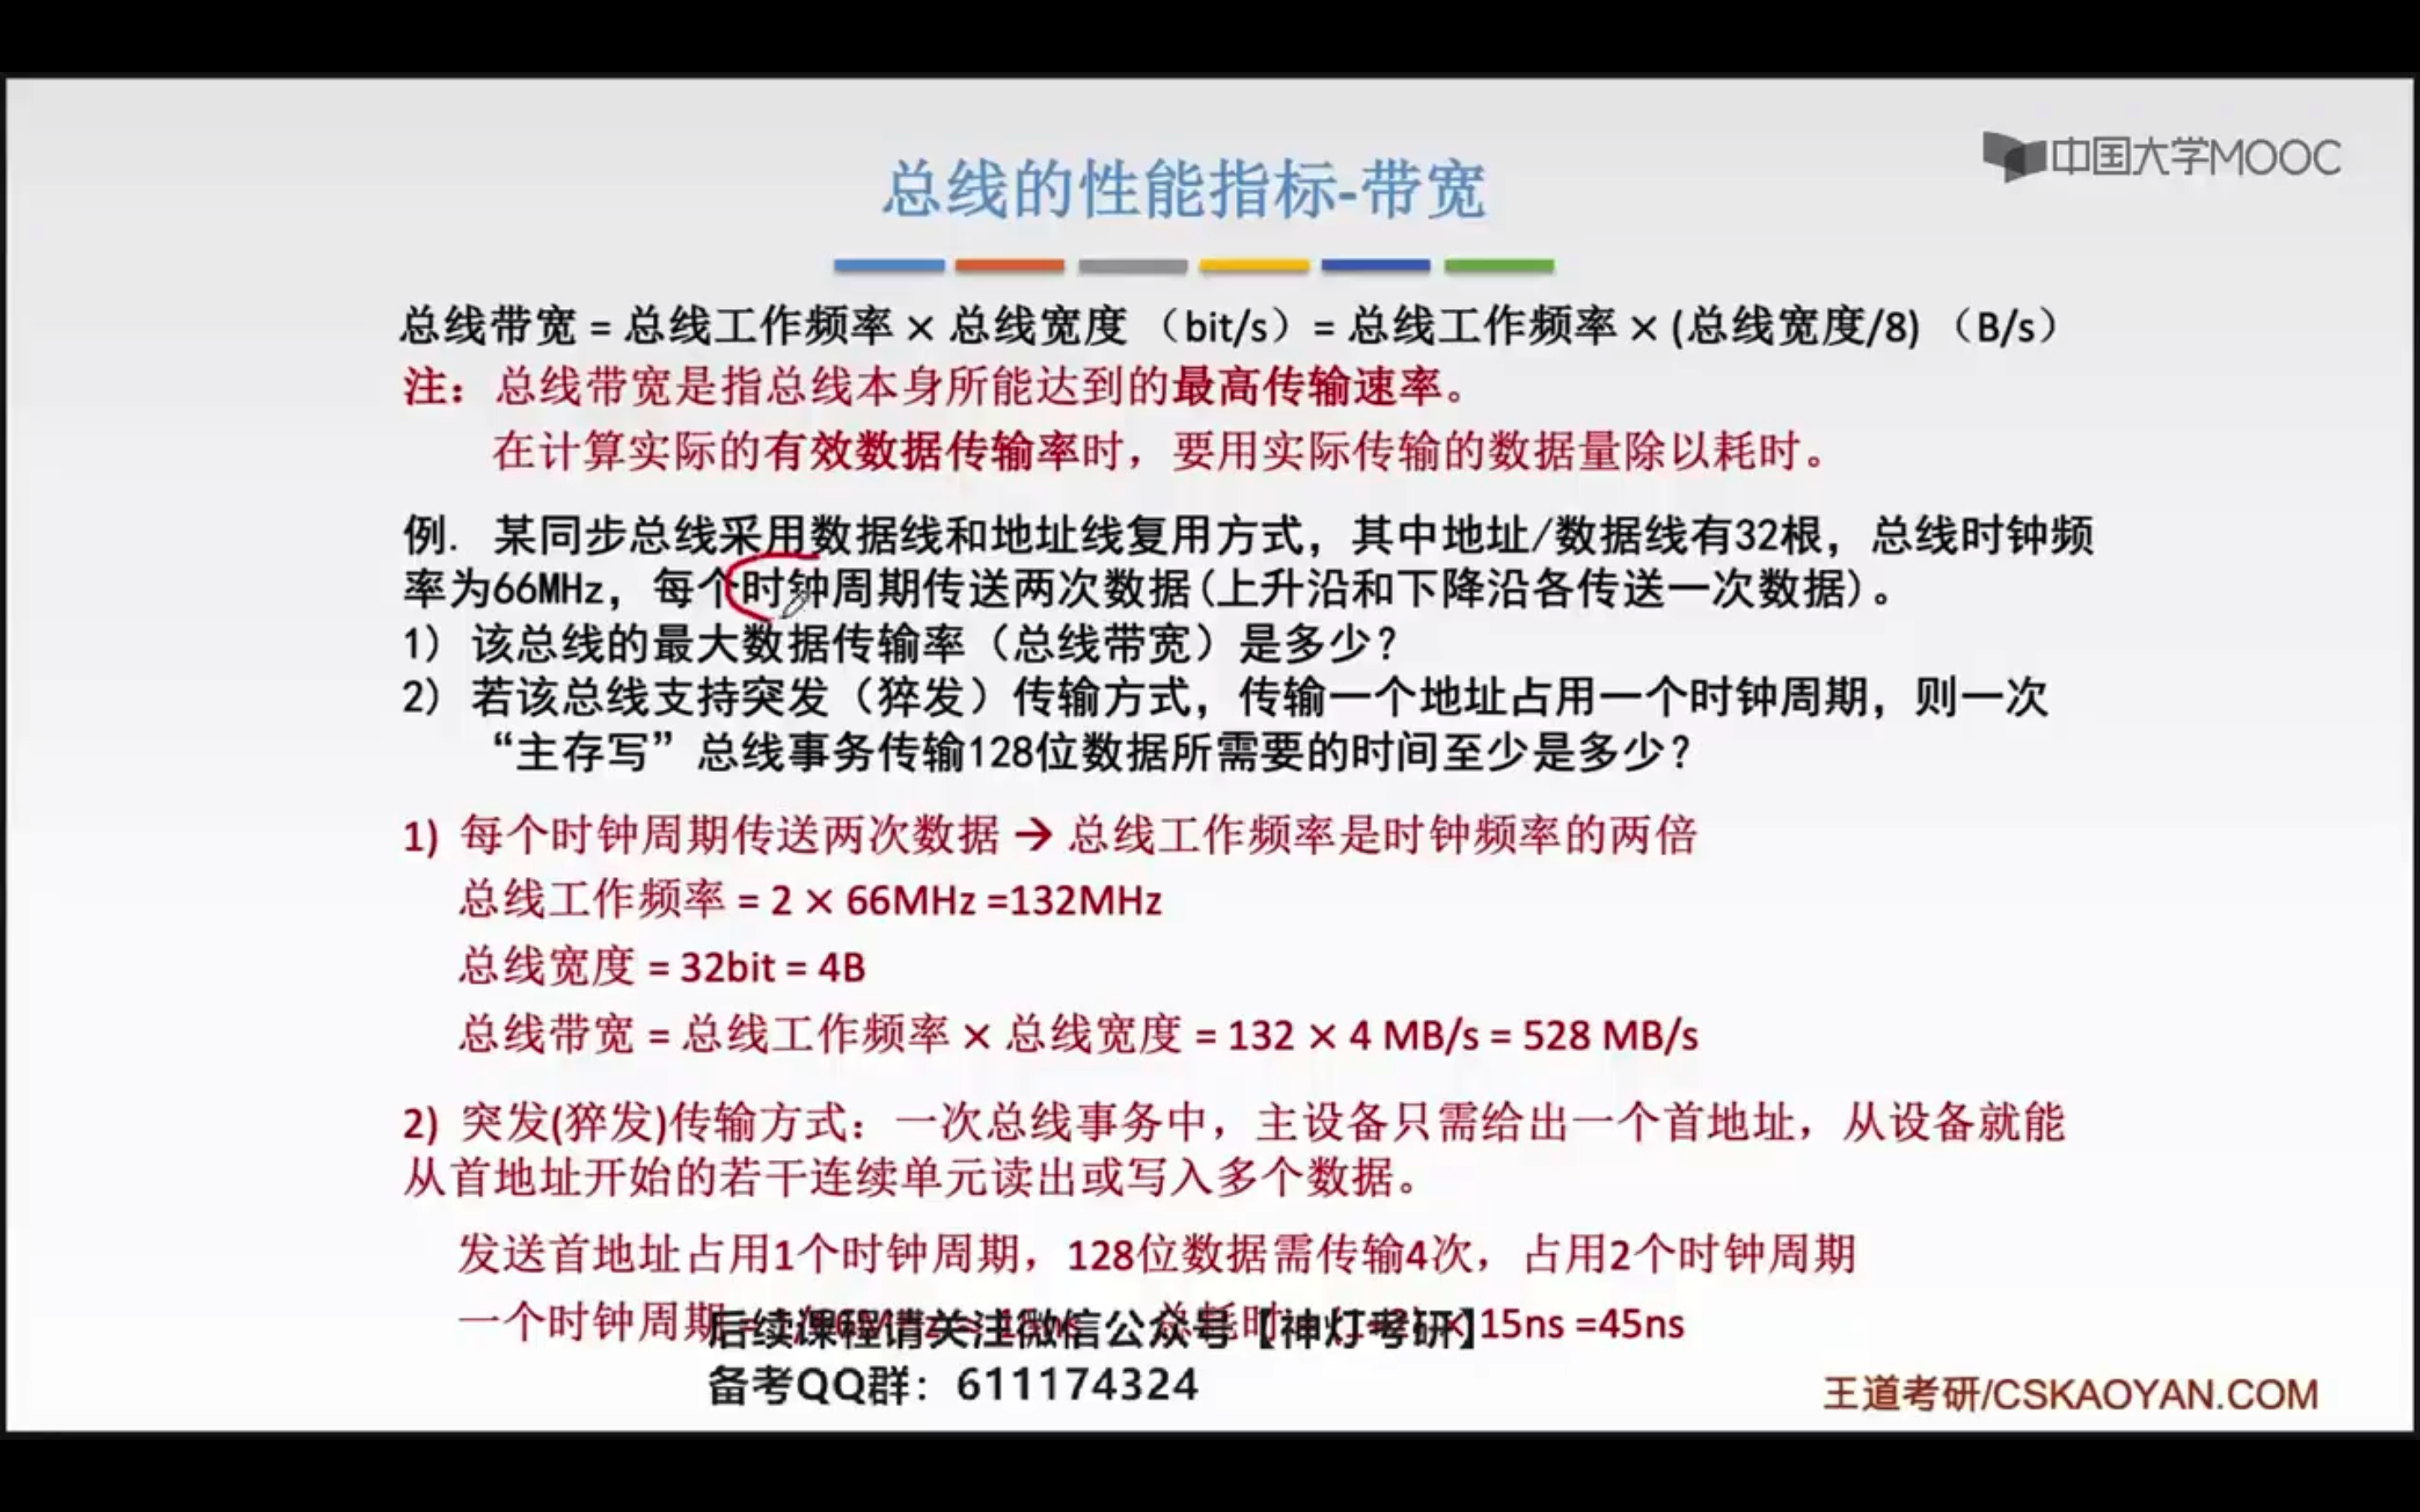 中国大学MOOC
总线的性能指标-带宽
总线带宽 = 总线工作频率 × 总线宽度 （bit/s）= 总线工作频率 × (总线宽度/8) （B/s）
注：总线带宽是指总线本身所能达到的最高传输速率。
在计算实际的有效数据传输率时，要用实际传输的数据量除以耗时。
例. 某同步总线采用数据线和地址线复用方式，其中地址/数据线有32根，总线时钟频
率为66MHz，每个时钟周期传送两次数据(上升沿和下降沿各传送一次数据)。
1) 该总线的最大数据传输率（总线带宽）是多少？
2) 若该总线支持突发（猝发）传输方式，传输一个地址占用一个时钟周期，则一次
“主存写”总线事务传输128位数据所需要的时间至少是多少？
1) 每个时钟周期传送两次数据 → 总线工作频率是时钟频率的两倍
总线工作频率 = 2 × 66MHz =132MHz
总线宽度 = 32bit = 4B
总线带宽 = 总线工作频率 × 总线宽度 = 132 × 4 MB/s = 528 MB/s
2) 突发(猝发)传输方式：一次总线事务中，主设备只需给出一个首地址，从设备就能
从首地址开始的若干连续单元读出或写入多个数据。
发送首地址占用1个时钟周期，128位数据需传输4次，占用2个时钟周期
一个时钟周期 总耗时 15ns =45ns
后续课程请关注微信公众号【神灯考研】
备考QQ群：611174324
王道考研/CSKAOYAN.COM